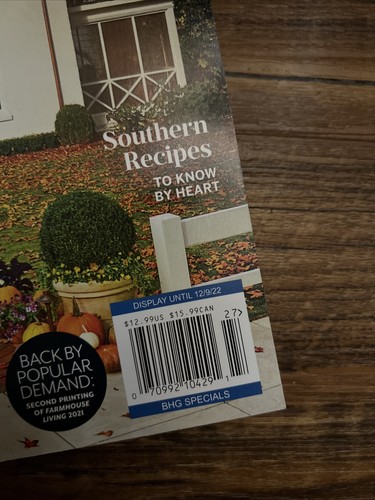 Southern
Recipes
TO KNOW
BY HEART
DISPLAY UNTIL 12/9/22
$12.99US $15.99CAN
27>
0 70992 10429 1
BHG SPECIALS
BACK BY
POPULAR
DEMAND:
SECOND PRINTING
OF FARMHOUSE
LIVING 2021